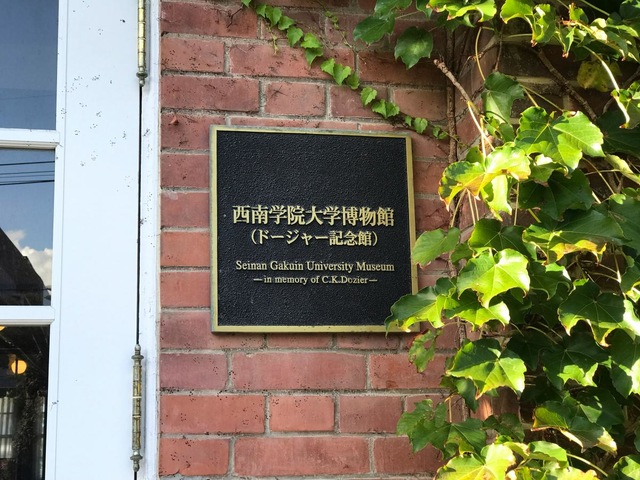 西南学院大学博物館
（ドージャー記念館）
Seinan Gakuin University Museum
—in memory of C.K.Dozier—